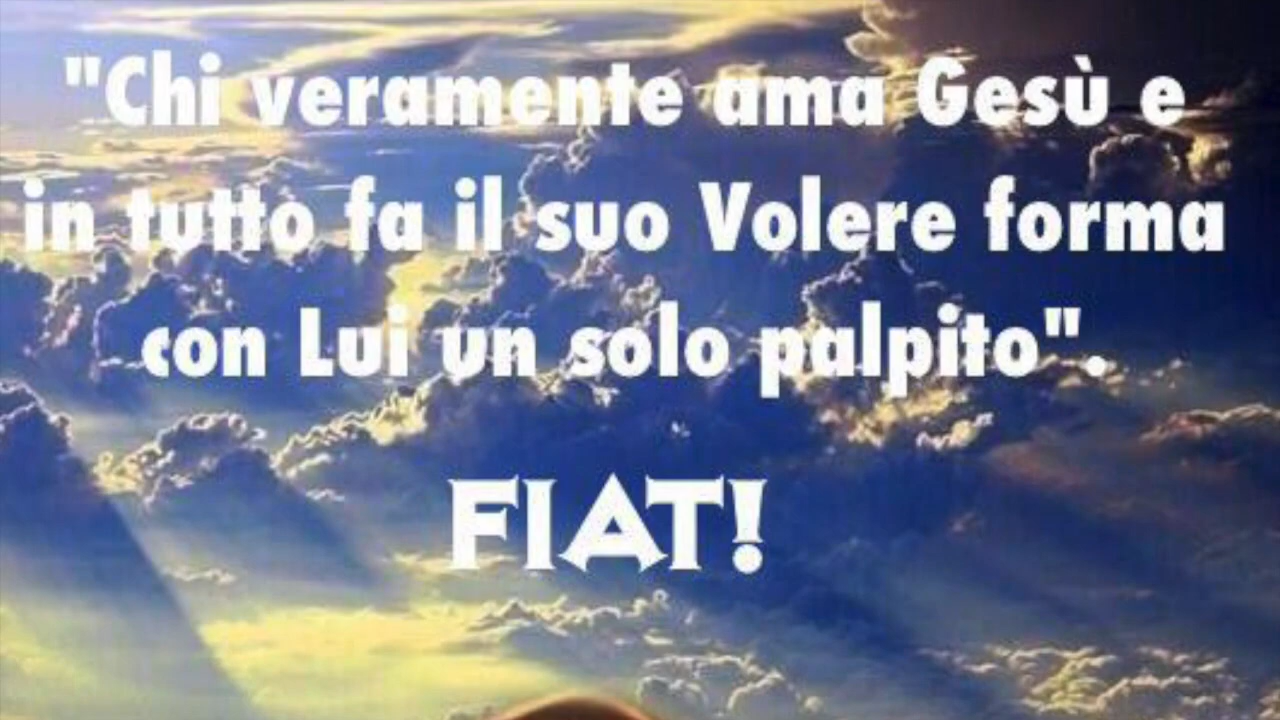 "Chi veramente ama Gesù e
in tutto fa il suo Volere forma
con Lui un solo palpito".
FIAT!